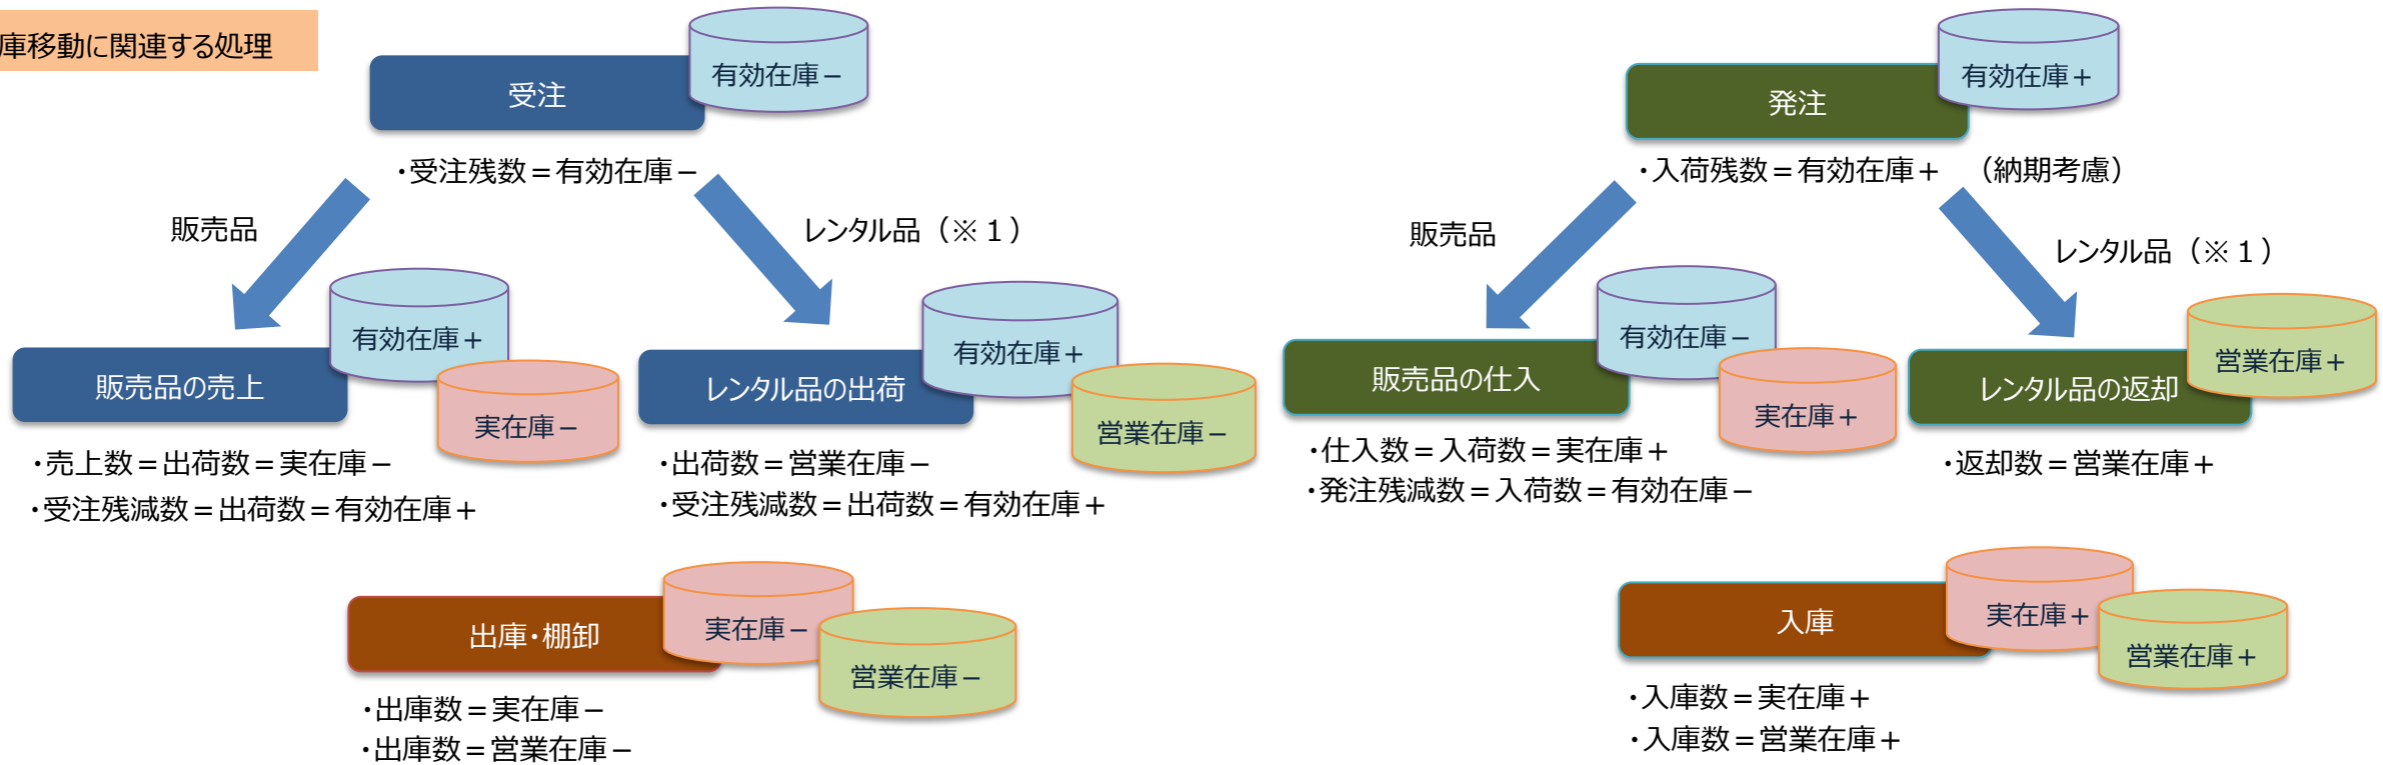 庫移動に関連する処理
受注
有効在庫－
・受注残数＝有効在庫－
販売品
レンタル品（※１）
販売品の売上
有効在庫＋
実在庫－
・売上数＝出荷数＝実在庫－
・受注残減数＝出荷数＝有効在庫＋
レンタル品の出荷
有効在庫＋
営業在庫－
・出荷数＝営業在庫－
・受注残減数＝出荷数＝有効在庫＋
出庫・棚卸
実在庫－
営業在庫－
・出庫数＝実在庫－
・出庫数＝営業在庫－
発注
有効在庫＋
・入荷残数＝有効在庫＋　（納期考慮）
販売品
レンタル品（※１）
販売品の仕入
有効在庫－
実在庫＋
・仕入数＝入荷数＝実在庫＋
・発注残減数＝入荷数＝有効在庫－
レンタル品の返却
営業在庫＋
・返却数＝営業在庫＋
入庫
実在庫＋
営業在庫＋
・入庫数＝実在庫＋
・入庫数＝営業在庫＋